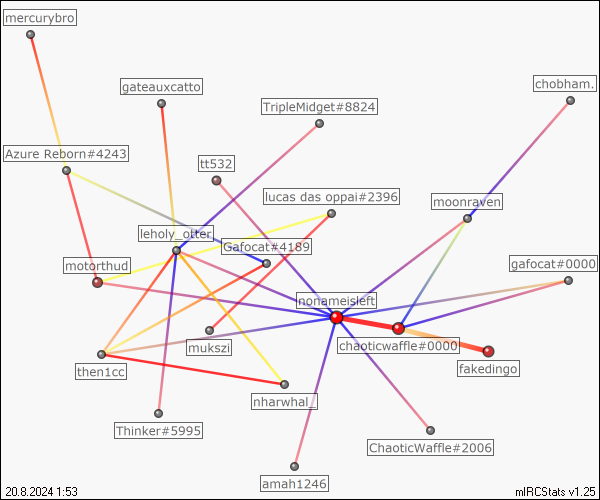 mercurybro
gateauxcatto
chobham.
TripleMidget#8824
Azure Reborn#4243
tt532
lucas das oppai#2396
moonraven
leholy_otter
Gafocat#4189
motorthud
gafocat#0000
nonameisleft
mukszi
chaoticwaffle#0000
then1cc
fakedingo
nharwhal_
Thinker#5995
ChaoticWaffle#2006
amah1246
20.8.2024 1:53
mIRCStats v1.25